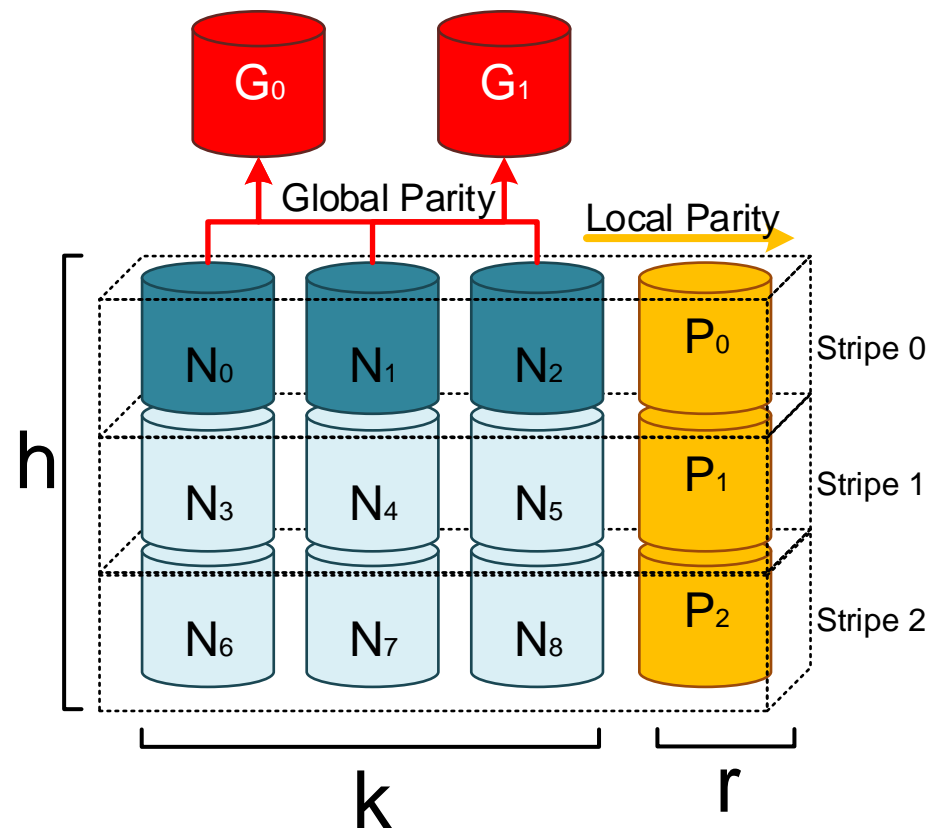 G0 G1
Global Parity
Local Parity
N0 N1 N2 P0 Stripe 0
h
N3 N4 N5 P1 Stripe 1
N6 N7 N8 P2 Stripe 2
k r